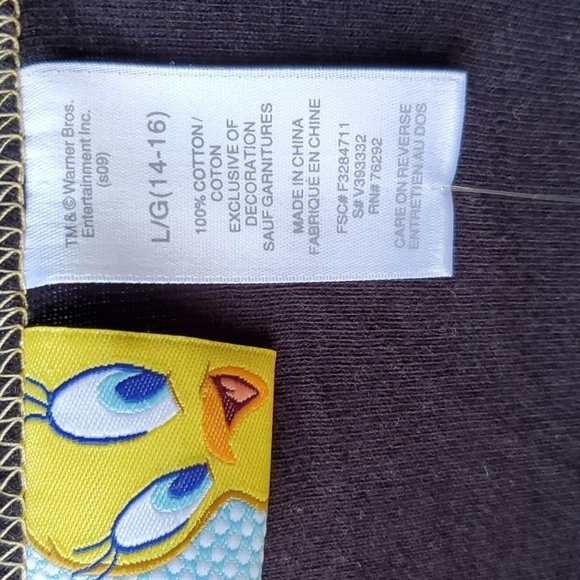 TM & © Warner Bros.
Entertainment Inc.
(s09)
L/G(14-16)
100% COTTON/
COTON
EXCLUSIVE OF
DECORATION
SAUF GARNITURES
MADE IN CHINA
FABRIQUÉ EN CHINE
FSC# F3284711
S# V393332
RN# 76292
CARE ON REVERSE
ENTRETIEN AU DOS